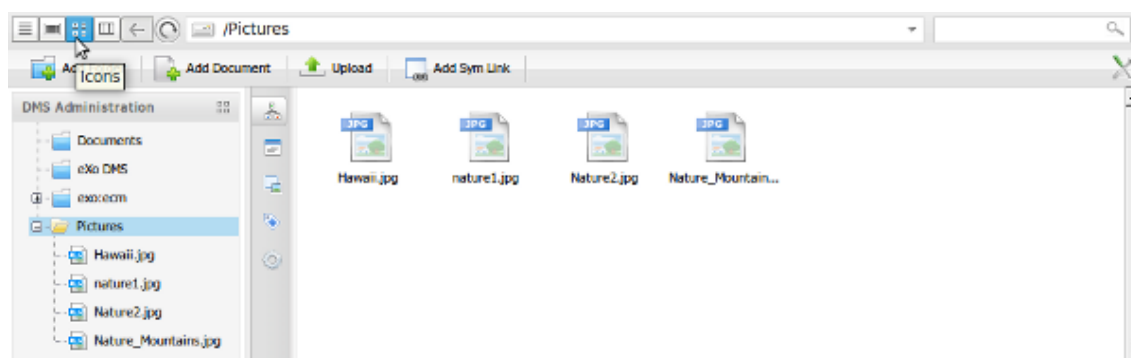 /Pictures
Ad
Icons
Add Document
Upload
Add Sym Link
DMS Administration
Documents
eXo DMS
exo:ecm
Pictures
Hawaii.jpg
nature1.jpg
Nature2.jpg
Nature_Mountains.jpg
JPG JPG JPG JPG
Hawaii.jpg nature1.jpg Nature2.jpg Nature_Mountain...